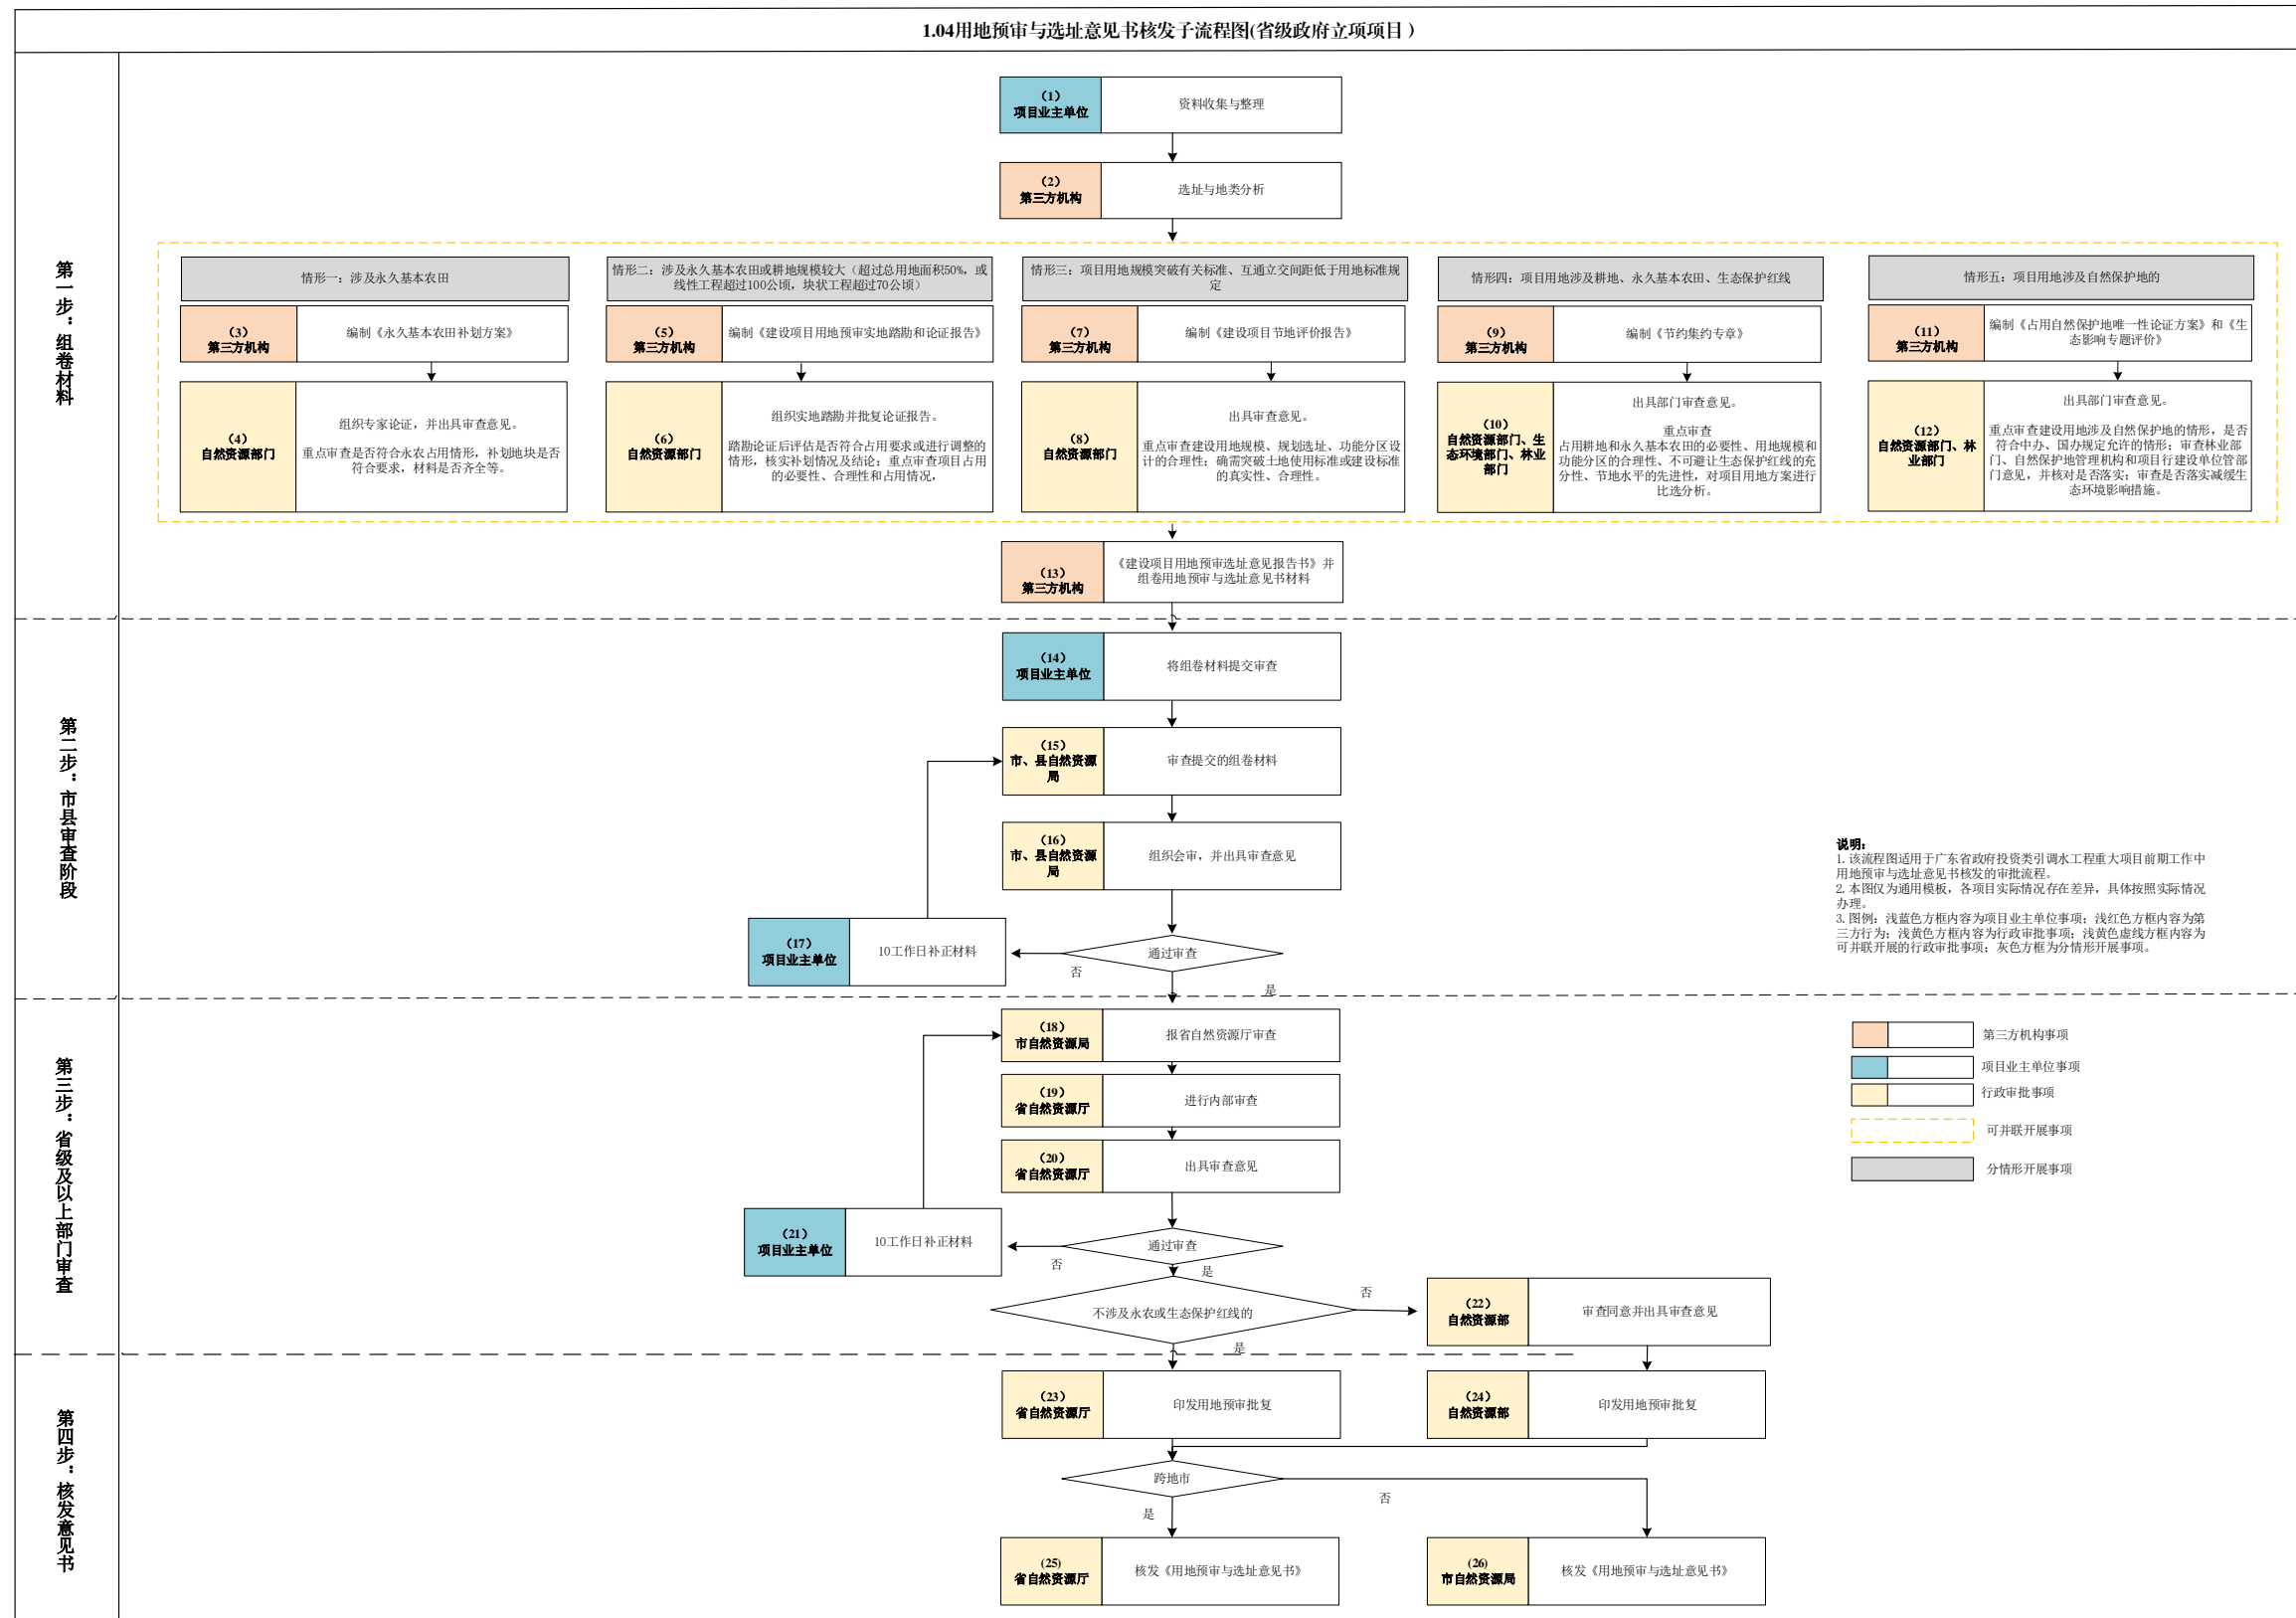 1.04用地预审与选址意见书核发子流程图(省级政府立项项目 )
第一步：组卷材料
（1）
项目业主单位
资料收集与整理
（2）
第三方机构
选址与地类分析
情形一：涉及永久基本农田
（3）
第三方机构
编制《永久基本农田补划方案》
（4）
自然资源部门
组织专家论证，并出具审查意见。
重点审查是否符合永农占用情形，补划地块是否
符合要求，材料是否齐全等。
情形二：涉及永久基本农田或耕地规模较大（超过总用地面积50%，或
线性工程超过100公顷，块状工程超过70公顷）
（5）
第三方机构
编制《建设项目用地预审实地踏勘和论证报告》
（6）
自然资源部门
组织实地踏勘并批复论证报告。
踏勘论证后评估是否符合占用要求或进行调整的
情形，核实补划情况及结论；重点审查项目占用
的必要性、合理性和占用情况，
情形三：项目用地规模突破有关标准、互通立交间距低于用地标准规
定
（7）
第三方机构
编制《建设项目节地评价报告》
（8）
自然资源部门
出具审查意见。
重点审查建设用地规模、规划选址、功能分区设
计的合理性；确需突破土地使用标准或建设标准
的真实性、合理性。
情形四：项目用地涉及耕地、永久基本农田、生态保护红线
（9）
第三方机构
编制《节约集约专章》
（10）
自然资源部门、生
态环境部门、林业
部门
出具部门审查意见。
重点审查
占用耕地和永久基本农田的必要性、用地规模和
功能分区的合理性、不可避让生态保护红线的充
分性、节地水平的先进性，对项目用地方案进行
比选分析。
情形五：项目用地涉及自然保护地的
（11）
第三方机构
编制《占用自然保护地唯一性论证方案》和《生
态影响专题评价》
（12）
自然资源部门、林
业部门
出具部门审查意见。
重点审查建设用地涉及自然保护地的情形，是否
符合中办、国办规定允许的情形；审查林业部
门、自然保护地管理机构和项目行建设单位管部
门意见，并核对是否落实；审查是否落实减缓生
态环境影响措施。
（13）
第三方机构
《建设项目用地预审选址意见报告书》并
组卷用地预审与选址意见书材料
第二步：市县审查阶段
（14）
项目业主单位
将组卷材料提交审查
（15）
市、县自然资源
局
审查提交的组卷材料
（16）
市、县自然资源
局
组织会审，并出具审查意见
（17）
项目业主单位
10工作日补正材料
通过审查
否
是
说明：
1. 该流程图适用于广东省政府投资类引调水工程重大项目前期工作中
用地预审与选址意见书核发的审批流程。
2. 本图仅为通用模板，各项目实际情况存在差异，具体按照实际情况
办理。
3. 图例：浅蓝色方框内容为项目业主单位事项；浅红色方框内容为第
三方行为；浅黄色方框内容为行政审批事项；浅黄色虚线方框内容为
可并联开展的行政审批事项；灰色方框为分情形开展事项。
第三步：省级及以上部门审查
（18）
市自然资源局
报省自然资源厅审查
（19）
省自然资源厅
进行内部审查
（20）
省自然资源厅
出具审查意见
（21）
项目业主单位
10工作日补正材料
通过审查
否
是
不涉及永农或生态保护红线的
否
是
（22）
自然资源部
审查同意并出具审查意见
第三方机构事项
项目业主单位事项
行政审批事项
可并联开展事项
分情形开展事项
第四步：核发意见书
（23）
省自然资源厅
印发用地预审批复
（24）
自然资源部
印发用地预审批复
跨地市
是
否
(25)
省自然资源厅
核发《用地预审与选址意见书》
(26)
市自然资源局
核发《用地预审与选址意见书》